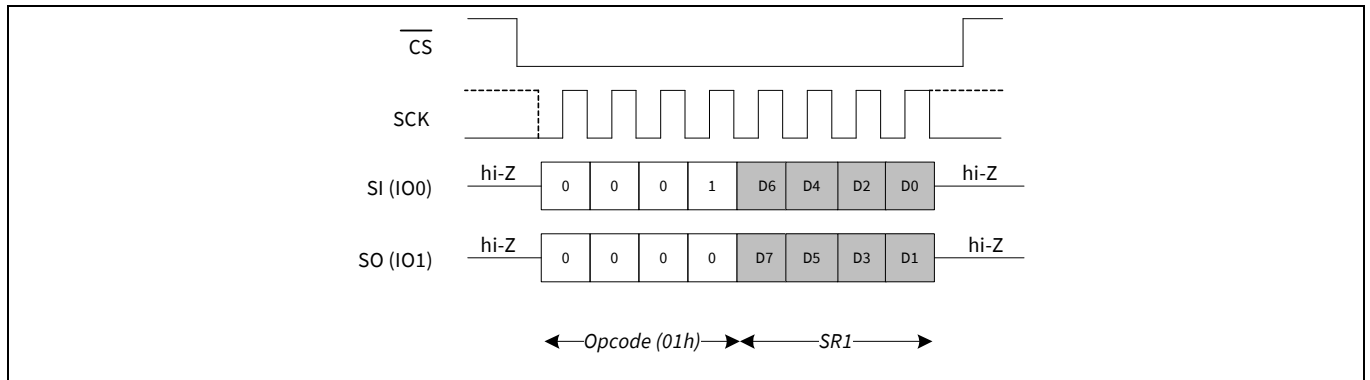 CS
SCK
hi-Z
hi-Z
SI (IO0)
0 0 0 1 D6 D4 D2 D0
hi-Z
hi-Z
SO (IO1)
0 0 0 0 D7 D5 D3 D1
Opcode (01h) SR1